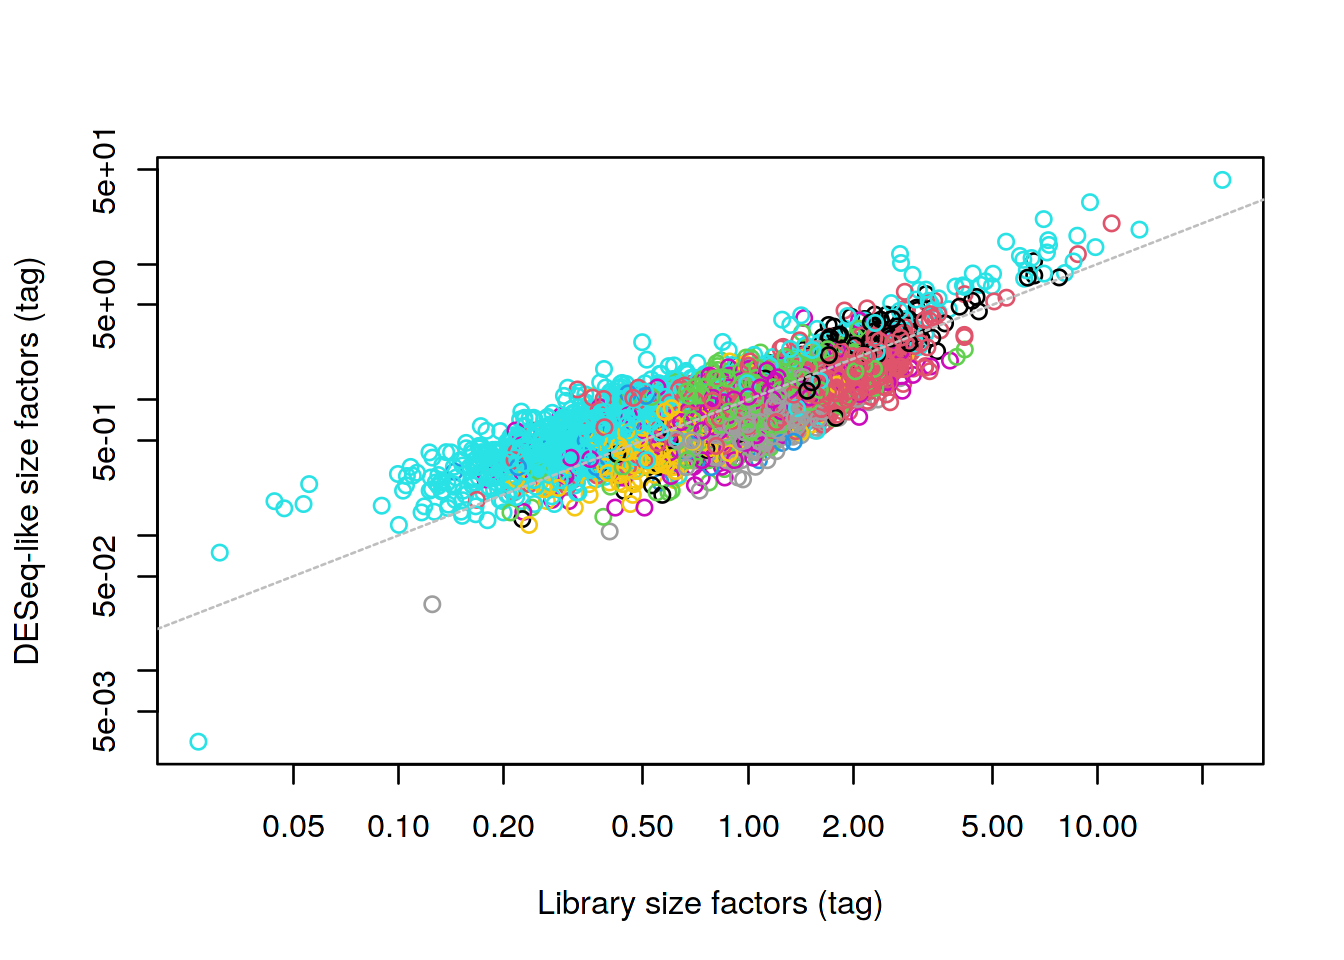 5e+01
5e+00
5e-01
5e-02
5e-03
DESeq-like size factors (tag)
0.05 0.10 0.20 0.50 1.00 2.00 5.00 10.00
Library size factors (tag)